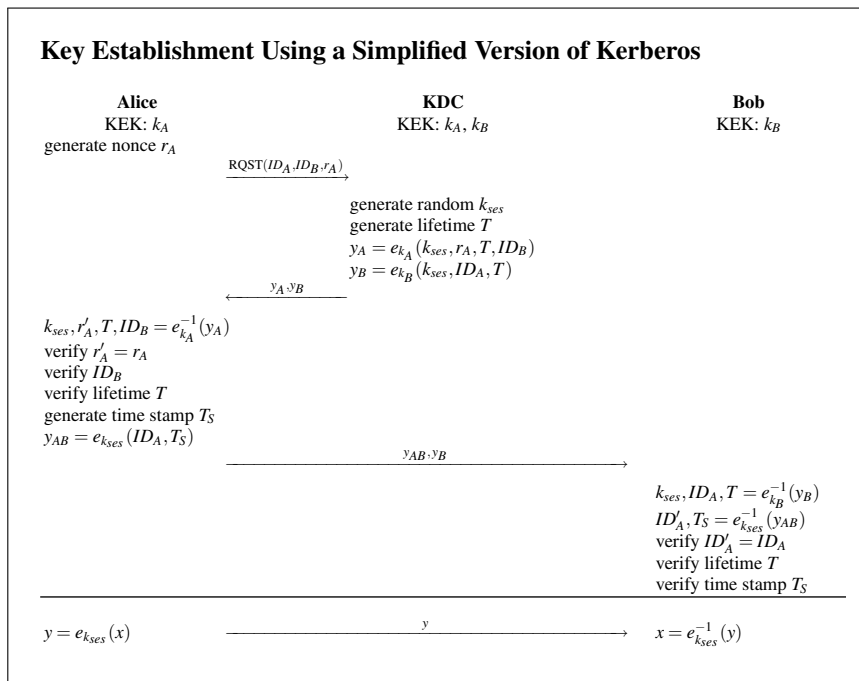 Key Establishment Using a Simplified Version of Kerberos
Alice KDC Bob
KEK: k_A KEK: k_A, k_B KEK: k_B
generate nonce r_A
RQST(ID_A,ID_B,r_A)
generate random k_ses
generate lifetime T
y_A = e_{k_A}(k_ses, r_A, T, ID_B)
y_B = e_{k_B}(k_ses, ID_A, T)
y_A,y_B
k_ses, r'_A, T, ID_B = e^{-1}_{k_A}(y_A)
verify r'_A = r_A
verify ID_B
verify lifetime T
generate time stamp T_S
y_AB = e_{k_ses}(ID_A, T_S)
y_AB,y_B
k_ses, ID_A, T = e^{-1}_{k_B}(y_B)
ID'_A, T_S = e^{-1}_{k_ses}(y_AB)
verify ID'_A = ID_A
verify lifetime T
verify time stamp T_S
y = e_{k_ses}(x) y x = e^{-1}_{k_ses}(y)